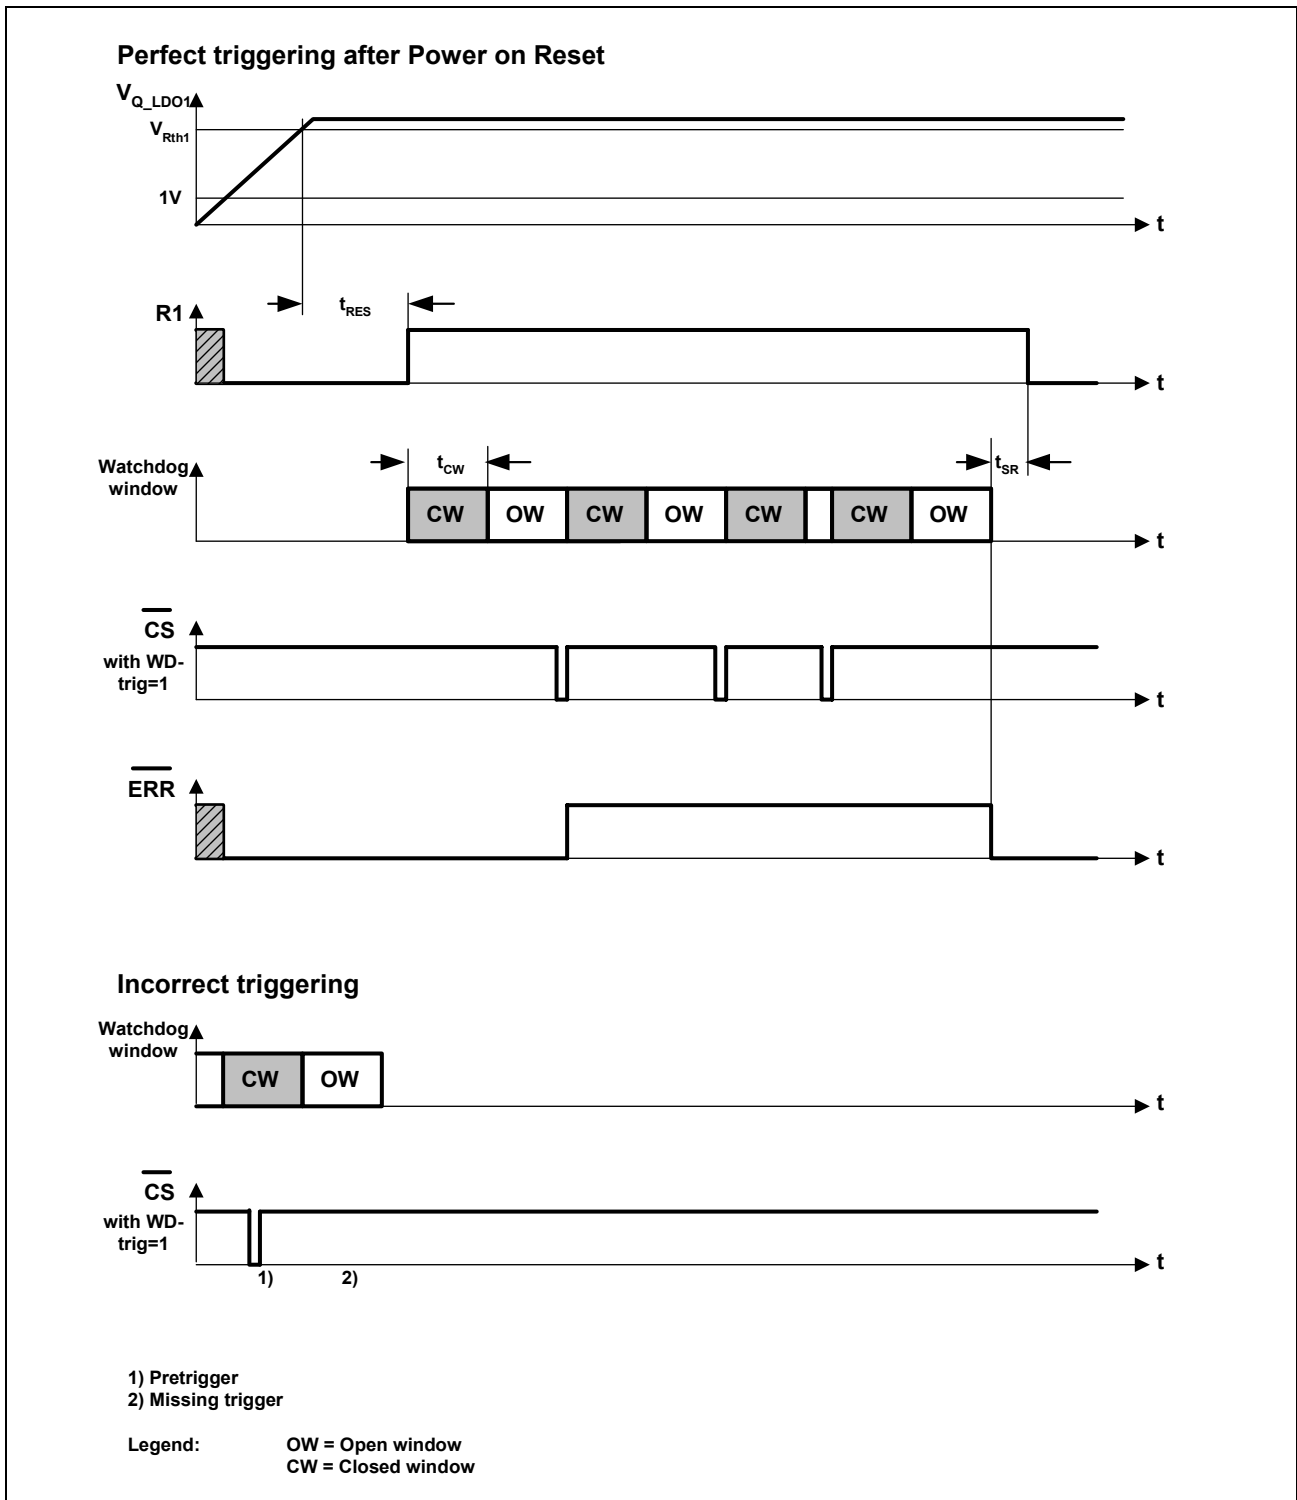 Perfect triggering after Power on Reset
V_Q_LDO1
V_Rth1
1V
t
R1
t_RES
t
Watchdog
window
t_CW
t_SR
CW OW CW OW CW CW OW
t
CS
with WD-
trig=1
t
ERR
t
Incorrect triggering
Watchdog
window
CW OW
t
CS
with WD-
trig=1
t
1) 2)
1) Pretrigger
2) Missing trigger
Legend: OW = Open window
CW = Closed window